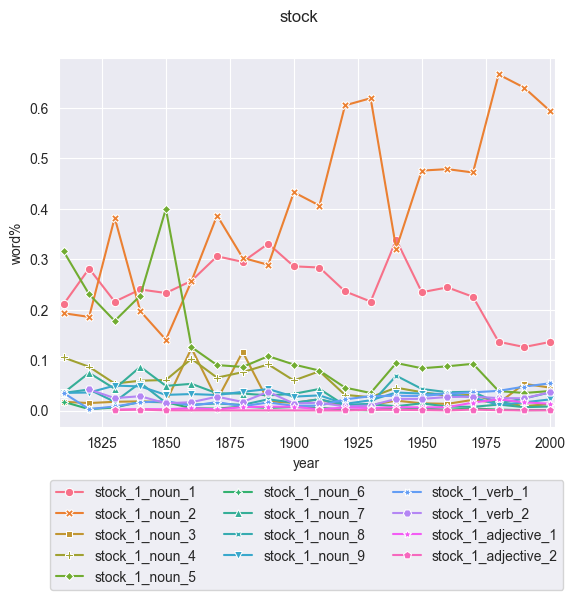 stock
0.6
0.5
0.4
0.3
0.2
0.1
0.0
word%
1825 1850 1875 1900 1925 1950 1975 2000
year
stock_1_noun_1 stock_1_noun_6 stock_1_verb_1
stock_1_noun_2 stock_1_noun_7 stock_1_verb_2
stock_1_noun_3 stock_1_noun_8 stock_1_adjective_1
stock_1_noun_4 stock_1_noun_9 stock_1_adjective_2
stock_1_noun_5